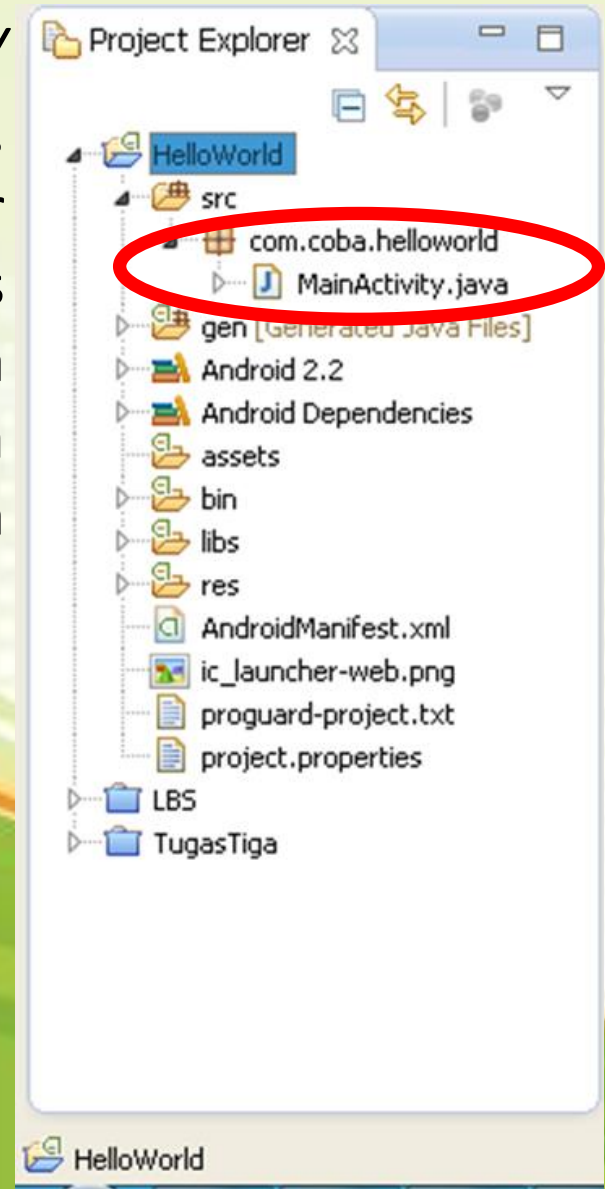 Project Explorer
HelloWorld
src
com.coba.helloworld
MainActivity.java
gen [Generated Java Files]
Android 2.2
Android Dependencies
assets
bin
libs
res
AndroidManifest.xml
ic_launcher-web.png
proguard-project.txt
project.properties
LBS
TugasTiga
HelloWorld